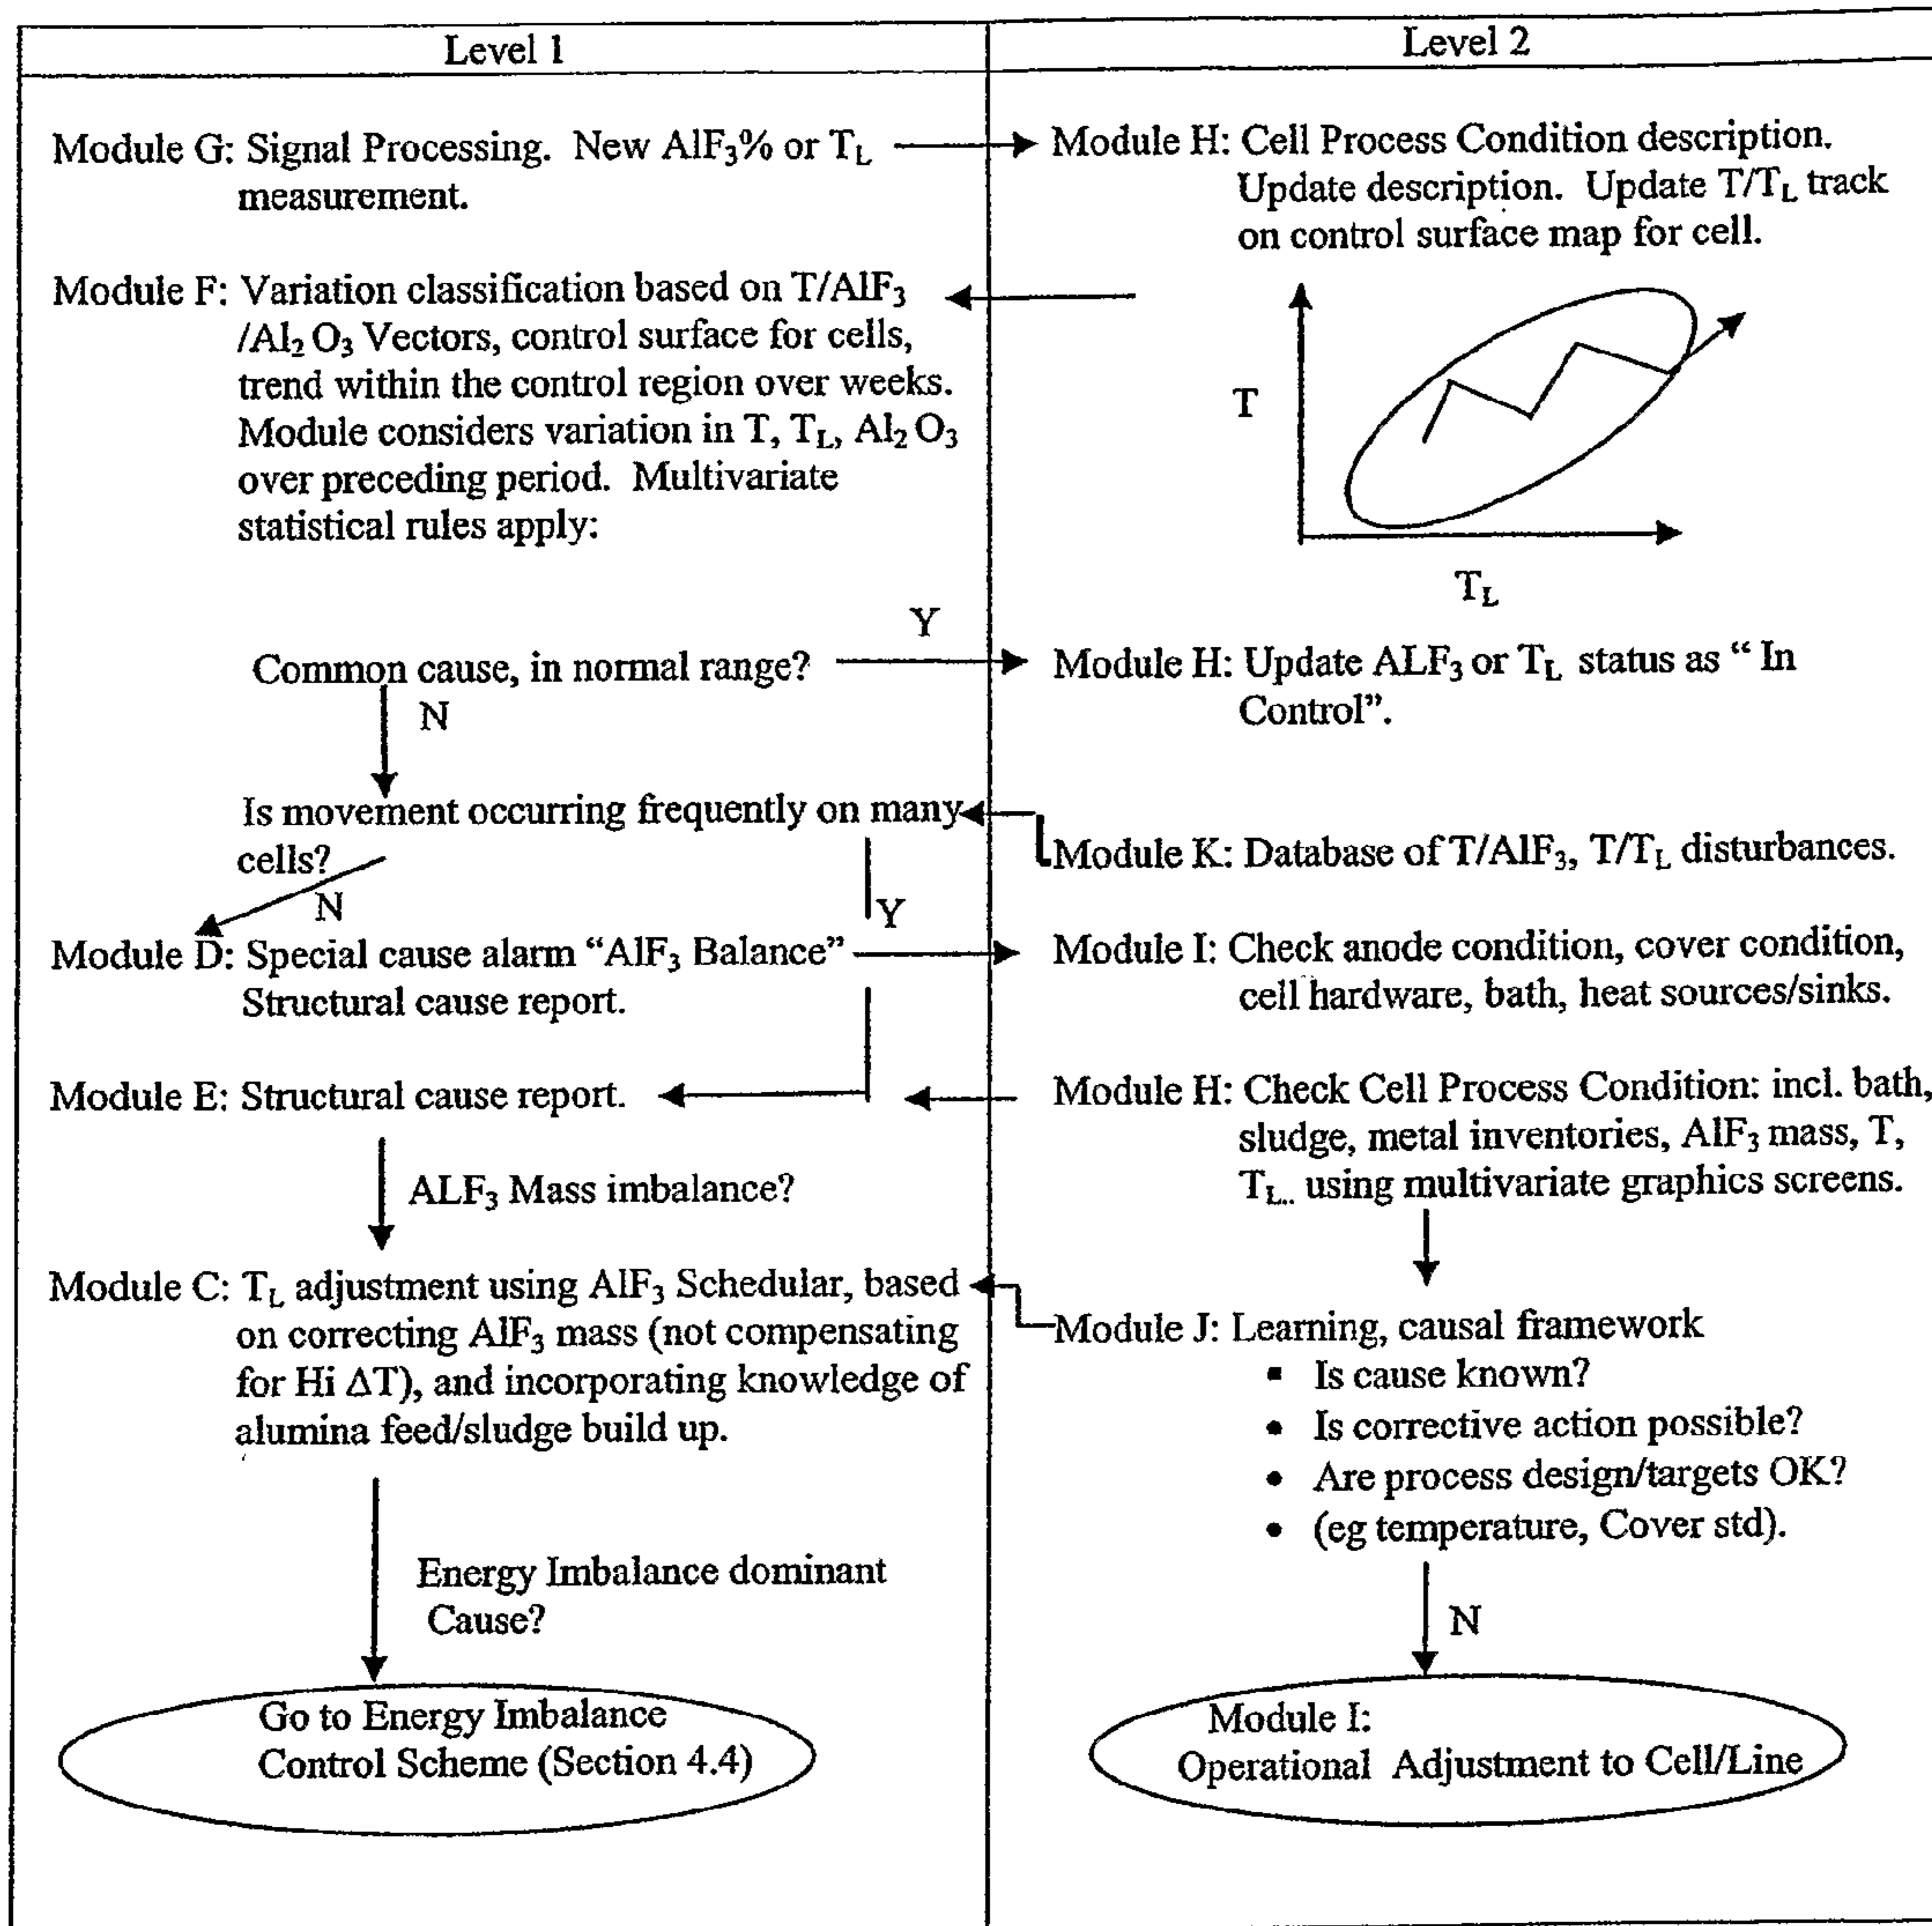 Level 1
Level 2
Module G: Signal Processing. New AlF₃% or T_L
measurement.
Module H: Cell Process Condition description.
Update description. Update T/T_L track
on control surface map for cell.
Module F: Variation classification based on T/AlF₃
/Al₂ O₃ Vectors, control surface for cells,
trend within the control region over weeks.
Module considers variation in T, T_L, Al₂ O₃
over preceding period. Multivariate
statistical rules apply:
T
T_L
Common cause, in normal range?
Y
N
Module H: Update ALF₃ or T_L status as “ In
Control”.
Is movement occurring frequently on many
cells?
N
Y
Module K: Database of T/AlF₃, T/T_L disturbances.
Module D: Special cause alarm “AlF₃ Balance”
Structural cause report.
Module I: Check anode condition, cover condition,
cell hardware, bath, heat sources/sinks.
Module E: Structural cause report.
Module H: Check Cell Process Condition: incl. bath,
sludge, metal inventories, AlF₃ mass, T,
T_L.. using multivariate graphics screens.
ALF₃ Mass imbalance?
Module C: T_L adjustment using AlF₃ Schedular, based
on correcting AlF₃ mass (not compensating
for Hi ΔT), and incorporating knowledge of
alumina feed/sludge build up.
Module J: Learning, causal framework
▪ Is cause known?
• Is corrective action possible?
• Are process design/targets OK?
• (eg temperature, Cover std).
Energy Imbalance dominant
Cause?
N
Go to Energy Imbalance
Control Scheme (Section 4.4)
Module I:
Operational Adjustment to Cell/Line